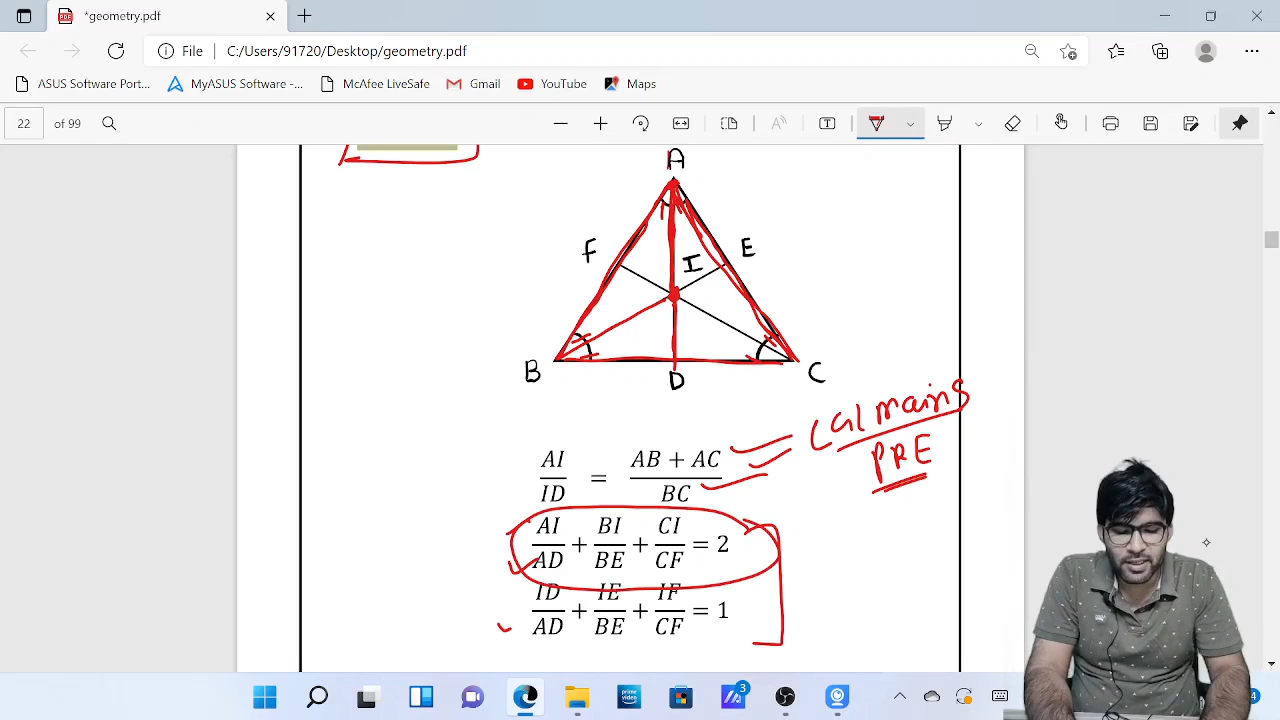 *geometry.pdf
File C:/Users/91720/Desktop/geometry.pdf
ASUS Software Port... MyASUS Software -... McAfee LiveSafe Gmail YouTube Maps
22 of 99
A
F I E
B D C
AI/ID = (AB + AC)/BC
AI/AD + BI/BE + CI/CF = 2
ID/AD + IE/BE + IF/CF = 1
mains
PRE
3